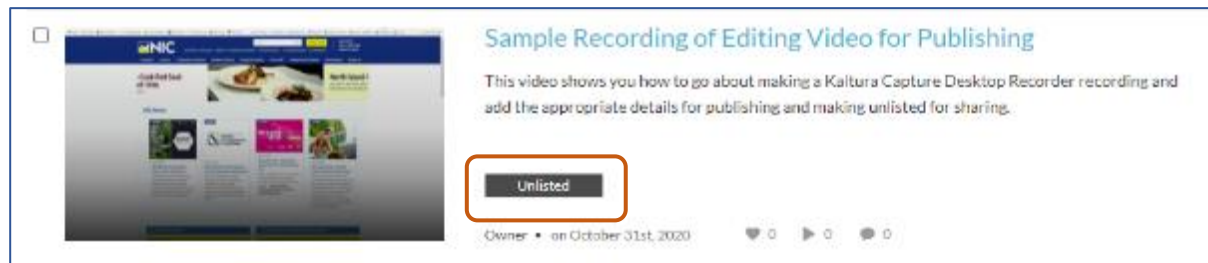 NIC
Sample Recording of Editing Video for Publishing
This video shows you how to go about making a Kaltura Capture Desktop Recorder recording and
add the appropriate details for publishing and making unlisted for sharing.
Unlisted
Owner • on October 31st, 2020 0 0 0